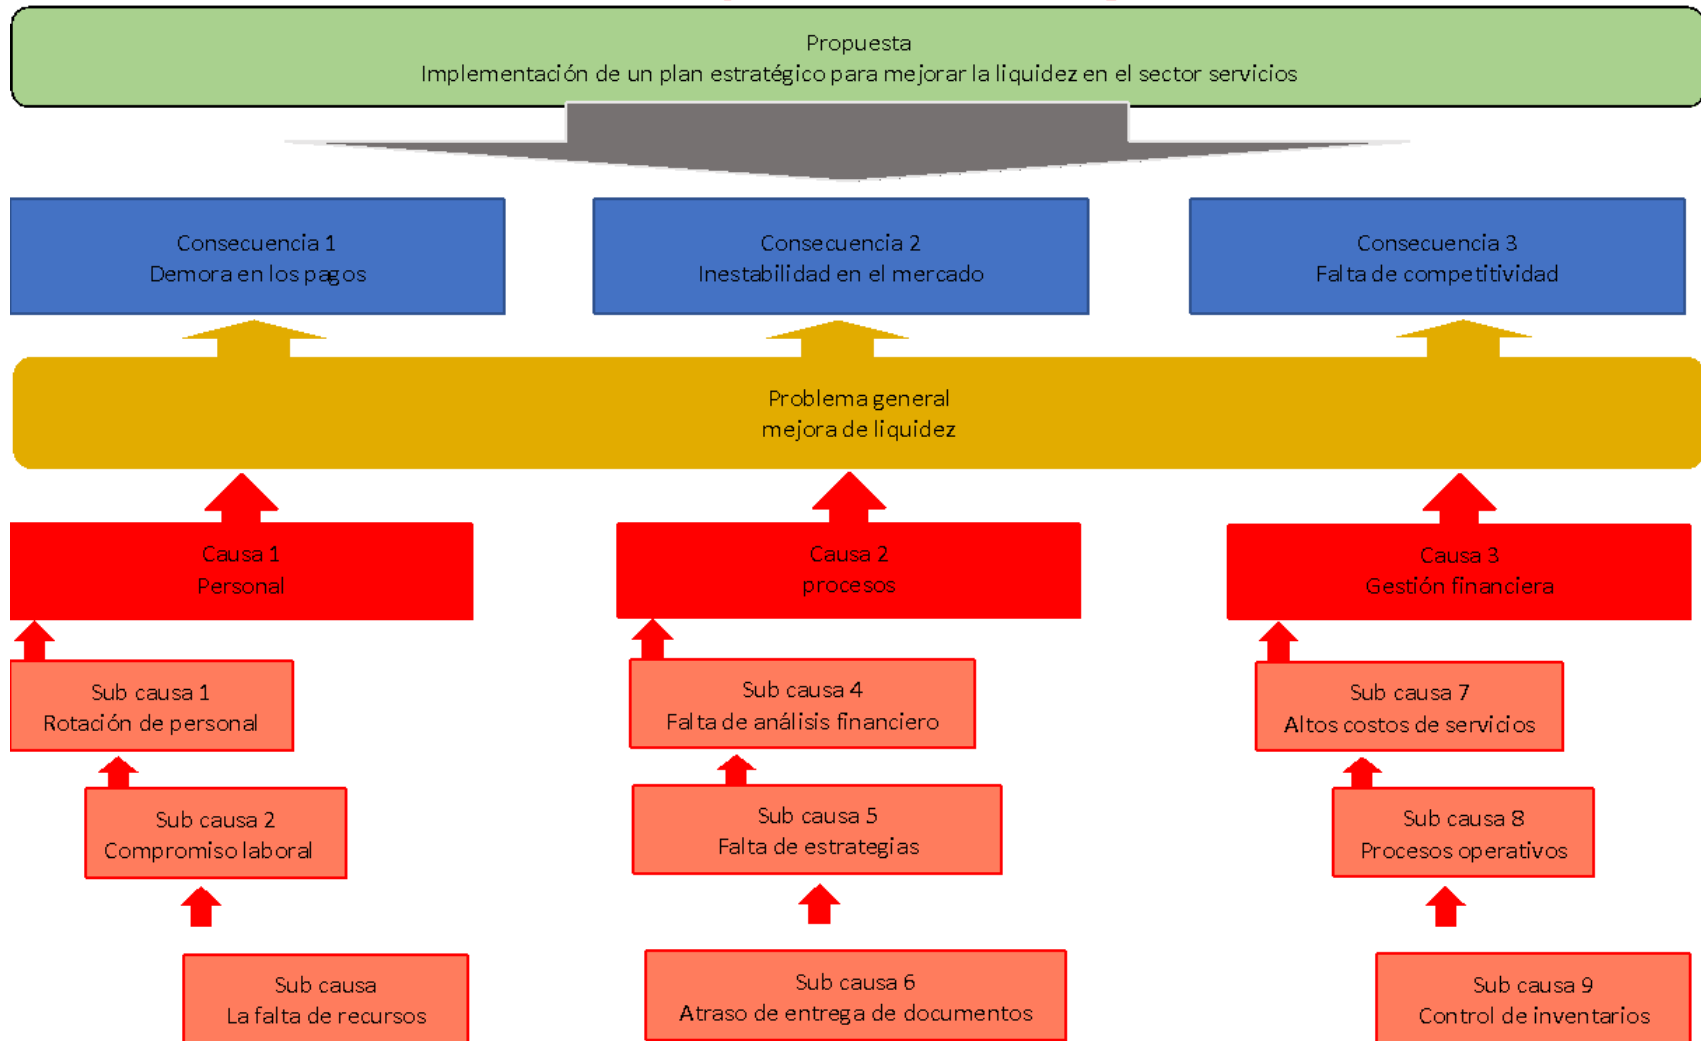 Propuesta
Implementación de un plan estratégico para mejorar la liquidez en el sector servicios
Consecuencia 1
Demora en los pagos
Consecuencia 2
Inestabilidad en el mercado
Consecuencia 3
Falta de competitividad
Problema general
mejora de liquidez
Causa 1
Personal
Causa 2
procesos
Causa 3
Gestión financiera
Sub causa 1
Rotación de personal
Sub causa 4
Falta de análisis financiero
Sub causa 7
Altos costos de servicios
Sub causa 2
Compromiso laboral
Sub causa 5
Falta de estrategias
Sub causa 8
Procesos operativos
Sub causa
La falta de recursos
Sub causa 6
Atraso de entrega de documentos
Sub causa 9
Control de inventarios